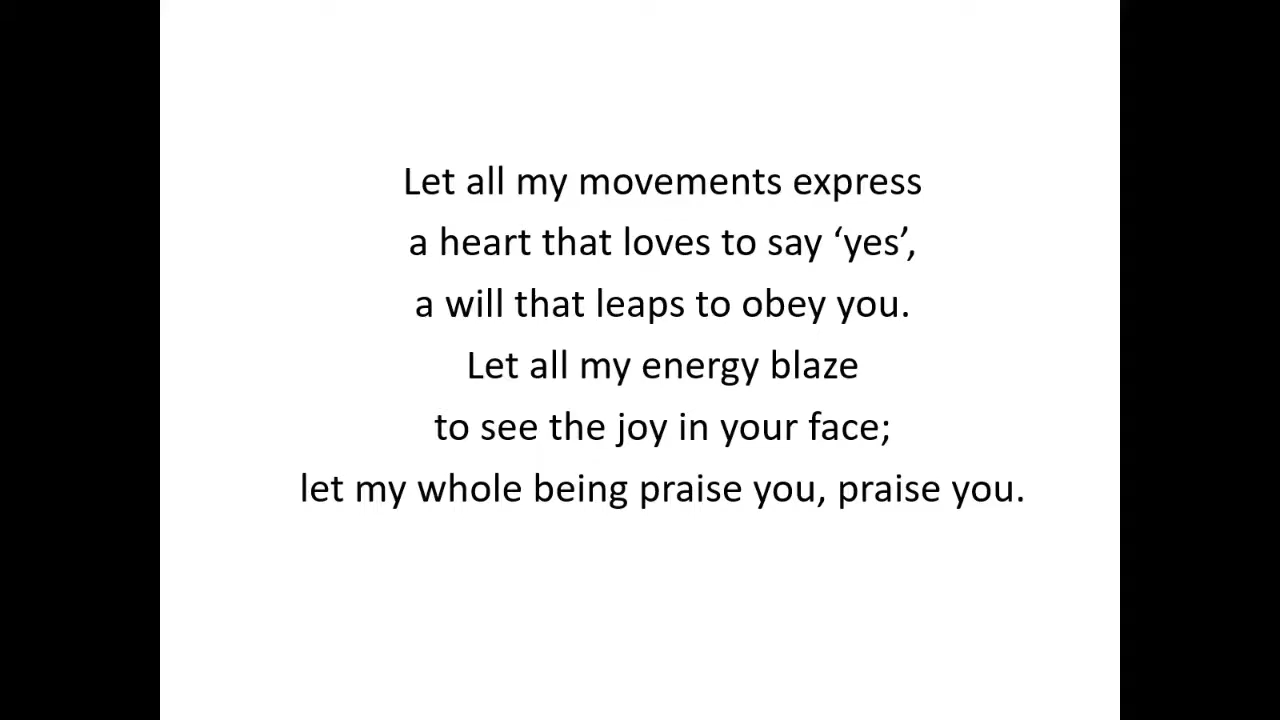 Let all my movements express
a heart that loves to say ‘yes’,
a will that leaps to obey you.
Let all my energy blaze
to see the joy in your face;
let my whole being praise you, praise you.